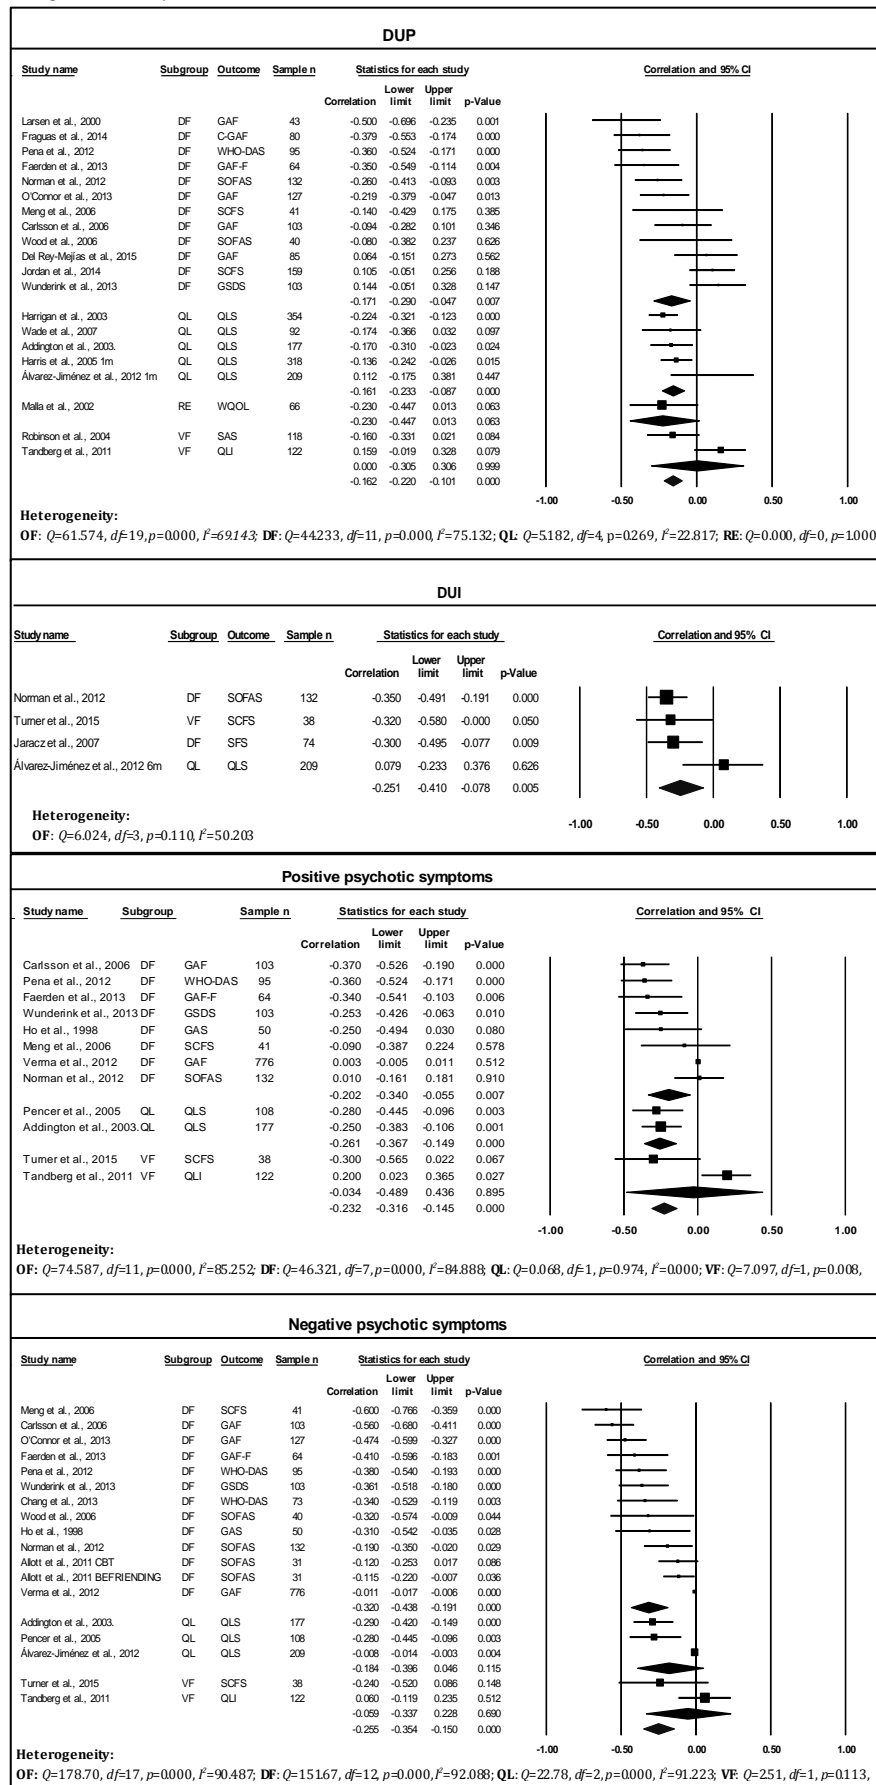 DUP
Study name Subgroup Outcome Sample n Statistics for each study Correlation and 95% CI
Lower Upper
Correlation limit limit p-Value
Larsen et al., 2000 DF GAF 43 -0.500 -0.696 -0.235 0.001
Fraguas et al., 2014 DF C-GAF 80 -0.379 -0.553 -0.174 0.000
Pena et al., 2012 DF WHO-DAS 95 -0.360 -0.524 -0.171 0.000
Faerden et al., 2013 DF GAF-F 64 -0.350 -0.549 -0.114 0.004
Norman et al., 2012 DF SOFAS 132 -0.260 -0.413 -0.093 0.003
O'Connor et al., 2013 DF GAF 127 -0.219 -0.379 -0.047 0.013
Meng et al., 2006 DF SCFS 41 -0.140 -0.429 0.175 0.385
Carlsson et al., 2006 DF GAF 103 -0.094 -0.282 0.101 0.346
Wood et al., 2006 DF SOFAS 40 -0.080 -0.382 0.237 0.626
Del Rey-Mejías et al., 2015 DF GAF 85 0.064 -0.151 0.273 0.562
Jordan et al., 2014 DF SCFS 159 0.105 -0.051 0.256 0.188
Wunderink et al., 2013 DF GSDS 103 0.144 -0.051 0.328 0.147
-0.171 -0.290 -0.047 0.007
Harrigan et al., 2003 QL QLS 354 -0.224 -0.321 -0.123 0.000
Wade et al., 2007 QL QLS 92 -0.174 -0.366 0.032 0.097
Addington et al., 2003. QL QLS 177 -0.170 -0.310 -0.023 0.024
Harris et al., 2005 1m QL QLS 318 -0.136 -0.242 -0.026 0.015
Álvarez-Jiménez et al., 2012 1m QL QLS 209 0.112 -0.175 0.381 0.447
-0.161 -0.233 -0.087 0.000
Malla et al., 2002 RE WQOL 66 -0.230 -0.447 0.013 0.063
-0.230 -0.447 0.013 0.063
Robinson et al., 2004 VF SAS 118 -0.160 -0.331 0.021 0.084
Tandberg et al., 2011 VF QLI 122 0.159 -0.019 0.328 0.079
0.000 -0.305 0.306 0.999
-0.162 -0.220 -0.101 0.000
-1.00 -0.50 0.00 0.50 1.00
Heterogeneity:
OF: Q=61.574, df=19, p=0.000, I²=69.143; DF: Q=44.233, df=11, p=0.000, I²=75.132; QL: Q=5.182, df=4, p=0.269, I²=22.817; RE: Q=0.000, df=0, p=1.000
DUI
Study name Subgroup Outcome Sample n Statistics for each study Correlation and 95% CI
Lower Upper
Correlation limit limit p-Value
Norman et al., 2012 DF SOFAS 132 -0.350 -0.491 -0.191 0.000
Turner et al., 2015 VF SCFS 38 -0.320 -0.580 -0.000 0.050
Jaracz et al., 2007 DF SFS 74 -0.300 -0.495 -0.077 0.009
Álvarez-Jiménez et al., 2012 6m QL QLS 209 0.079 -0.233 0.376 0.626
-0.251 -0.410 -0.078 0.005
Heterogeneity:
-1.00 -0.50 0.00 0.50 1.00
OF: Q=6.024, df=3, p=0.110, I²=50.203
Positive psychotic symptoms
Study name Subgroup Sample n Statistics for each study Correlation and 95% CI
Lower Upper
Correlation limit limit p-Value
Carlsson et al., 2006 DF GAF 103 -0.370 -0.526 -0.190 0.000
Pena et al., 2012 DF WHO-DAS 95 -0.360 -0.524 -0.171 0.000
Faerden et al., 2013 DF GAF-F 64 -0.340 -0.541 -0.103 0.006
Wunderink et al., 2013 DF GSDS 103 -0.253 -0.426 -0.063 0.010
Ho et al., 1998 DF GAS 50 -0.250 -0.494 0.030 0.080
Meng et al., 2006 DF SCFS 41 -0.090 -0.387 0.224 0.578
Verma et al., 2012 DF GAF 776 0.003 -0.005 0.011 0.512
Norman et al., 2012 DF SOFAS 132 0.010 -0.161 0.181 0.910
-0.202 -0.340 -0.055 0.007
Pencer et al., 2005 QL QLS 108 -0.280 -0.445 -0.096 0.003
Addington et al., 2003. QL QLS 177 -0.250 -0.383 -0.106 0.001
-0.261 -0.367 -0.149 0.000
Turner et al., 2015 VF SCFS 38 -0.300 -0.565 0.022 0.067
Tandberg et al., 2011 VF QLI 122 0.200 0.023 0.365 0.027
-0.034 -0.489 0.436 0.895
-0.232 -0.316 -0.145 0.000
-1.00 -0.50 0.00 0.50 1.00
Heterogeneity:
OF: Q=74.587, df=11, p=0.000, I²=85.252; DF: Q=46.321, df=7, p=0.000, I²=84.888; QL: Q=0.068, df=1, p=0.974, I²=0.000; VF: Q=7.097, df=1, p=0.008,
Negative psychotic symptoms
Study name Subgroup Outcome Sample n Statistics for each study Correlation and 95% CI
Lower Upper
Correlation limit limit p-Value
Meng et al., 2006 DF SCFS 41 -0.600 -0.766 -0.359 0.000
Carlsson et al., 2006 DF GAF 103 -0.560 -0.680 -0.411 0.000
O'Connor et al., 2013 DF GAF 127 -0.474 -0.599 -0.327 0.000
Faerden et al., 2013 DF GAF-F 64 -0.410 -0.596 -0.183 0.001
Pena et al., 2012 DF WHO-DAS 95 -0.380 -0.540 -0.193 0.000
Wunderink et al., 2013 DF GSDS 103 -0.361 -0.518 -0.180 0.000
Chang et al., 2013 DF WHO-DAS 73 -0.340 -0.529 -0.119 0.003
Wood et al., 2006 DF SOFAS 40 -0.320 -0.574 -0.009 0.044
Ho et al., 1998 DF GAS 50 -0.310 -0.542 -0.035 0.028
Norman et al., 2012 DF SOFAS 132 -0.190 -0.350 -0.020 0.029
Allott et al., 2011 CBT DF SOFAS 31 -0.120 -0.253 0.017 0.086
Allott et al., 2011 BEFRIENDING DF SOFAS 31 -0.115 -0.220 -0.007 0.036
Verma et al., 2012 DF GAF 776 -0.011 -0.017 -0.006 0.000
-0.320 -0.438 -0.191 0.000
Addington et al., 2003. QL QLS 177 -0.290 -0.420 -0.149 0.000
Pencer et al., 2005 QL QLS 108 -0.280 -0.445 -0.096 0.003
Álvarez-Jiménez et al., 2012 QL QLS 209 -0.008 -0.014 -0.003 0.004
-0.184 -0.396 0.046 0.115
Turner et al., 2015 VF SCFS 38 -0.240 -0.520 0.086 0.148
Tandberg et al., 2011 VF QLI 122 0.060 -0.119 0.235 0.512
-0.059 -0.337 0.228 0.690
-0.255 -0.354 -0.150 0.000
-1.00 -0.50 0.00 0.50 1.00
Heterogeneity:
OF: Q=178.70, df=17, p=0.000, I²=90.487; DF: Q=151.67, df=12, p=0.000, I²=92.088; QL: Q=22.78, df=2, p=0.000, I²=91.223; VF: Q=2.51, df=1, p=0.113,